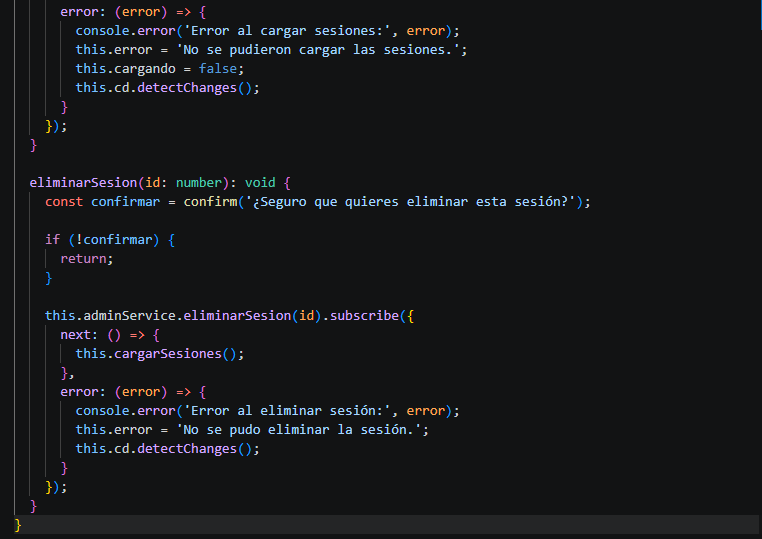 error: (error) => {
console.error('Error al cargar sesiones:', error);
this.error = 'No se pudieron cargar las sesiones.';
this.cargando = false;
this.cd.detectChanges();
}
});
}
eliminarSesion(id: number): void {
const confirmar = confirm('¿Seguro que quieres eliminar esta sesión?');
if (!confirmar) {
return;
}
this.adminService.eliminarSesion(id).subscribe({
next: () => {
this.cargarSesiones();
},
error: (error) => {
console.error('Error al eliminar sesión:', error);
this.error = 'No se pudo eliminar la sesión.';
this.cd.detectChanges();
}
});
}
}